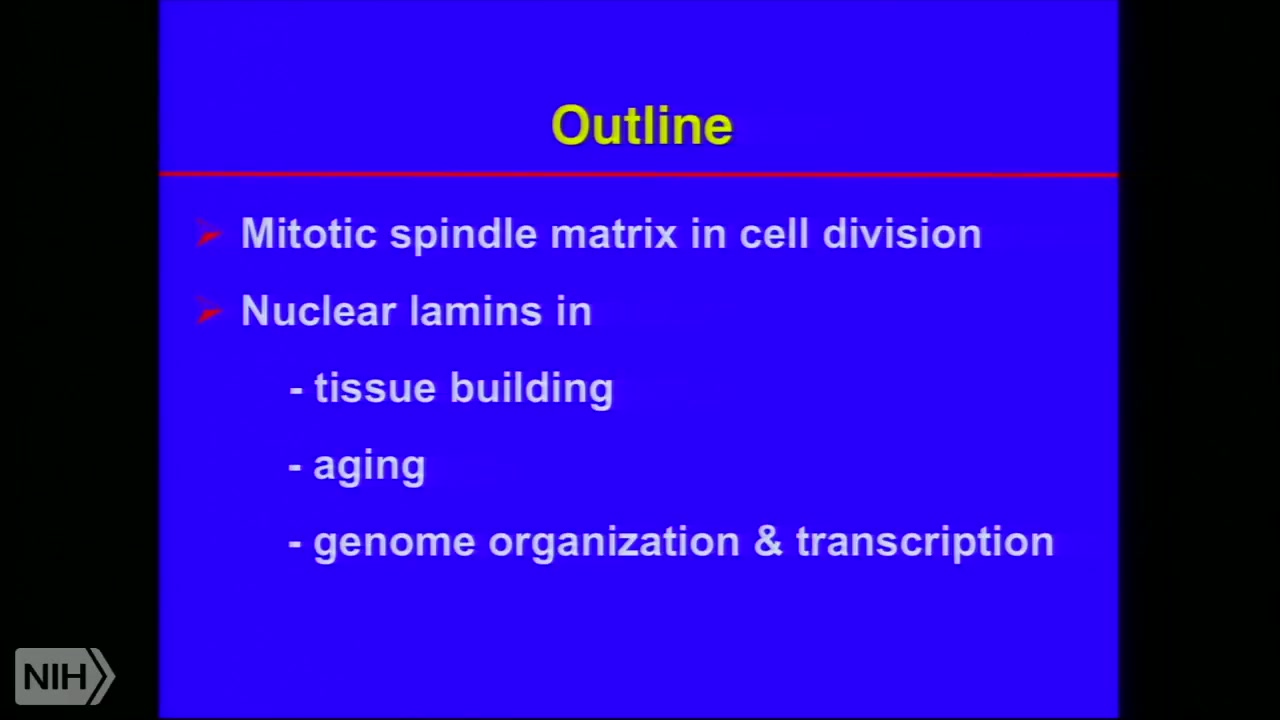 Outline
Mitotic spindle matrix in cell division
Nuclear lamins in
- tissue building
- aging
- genome organization & transcription
NIH